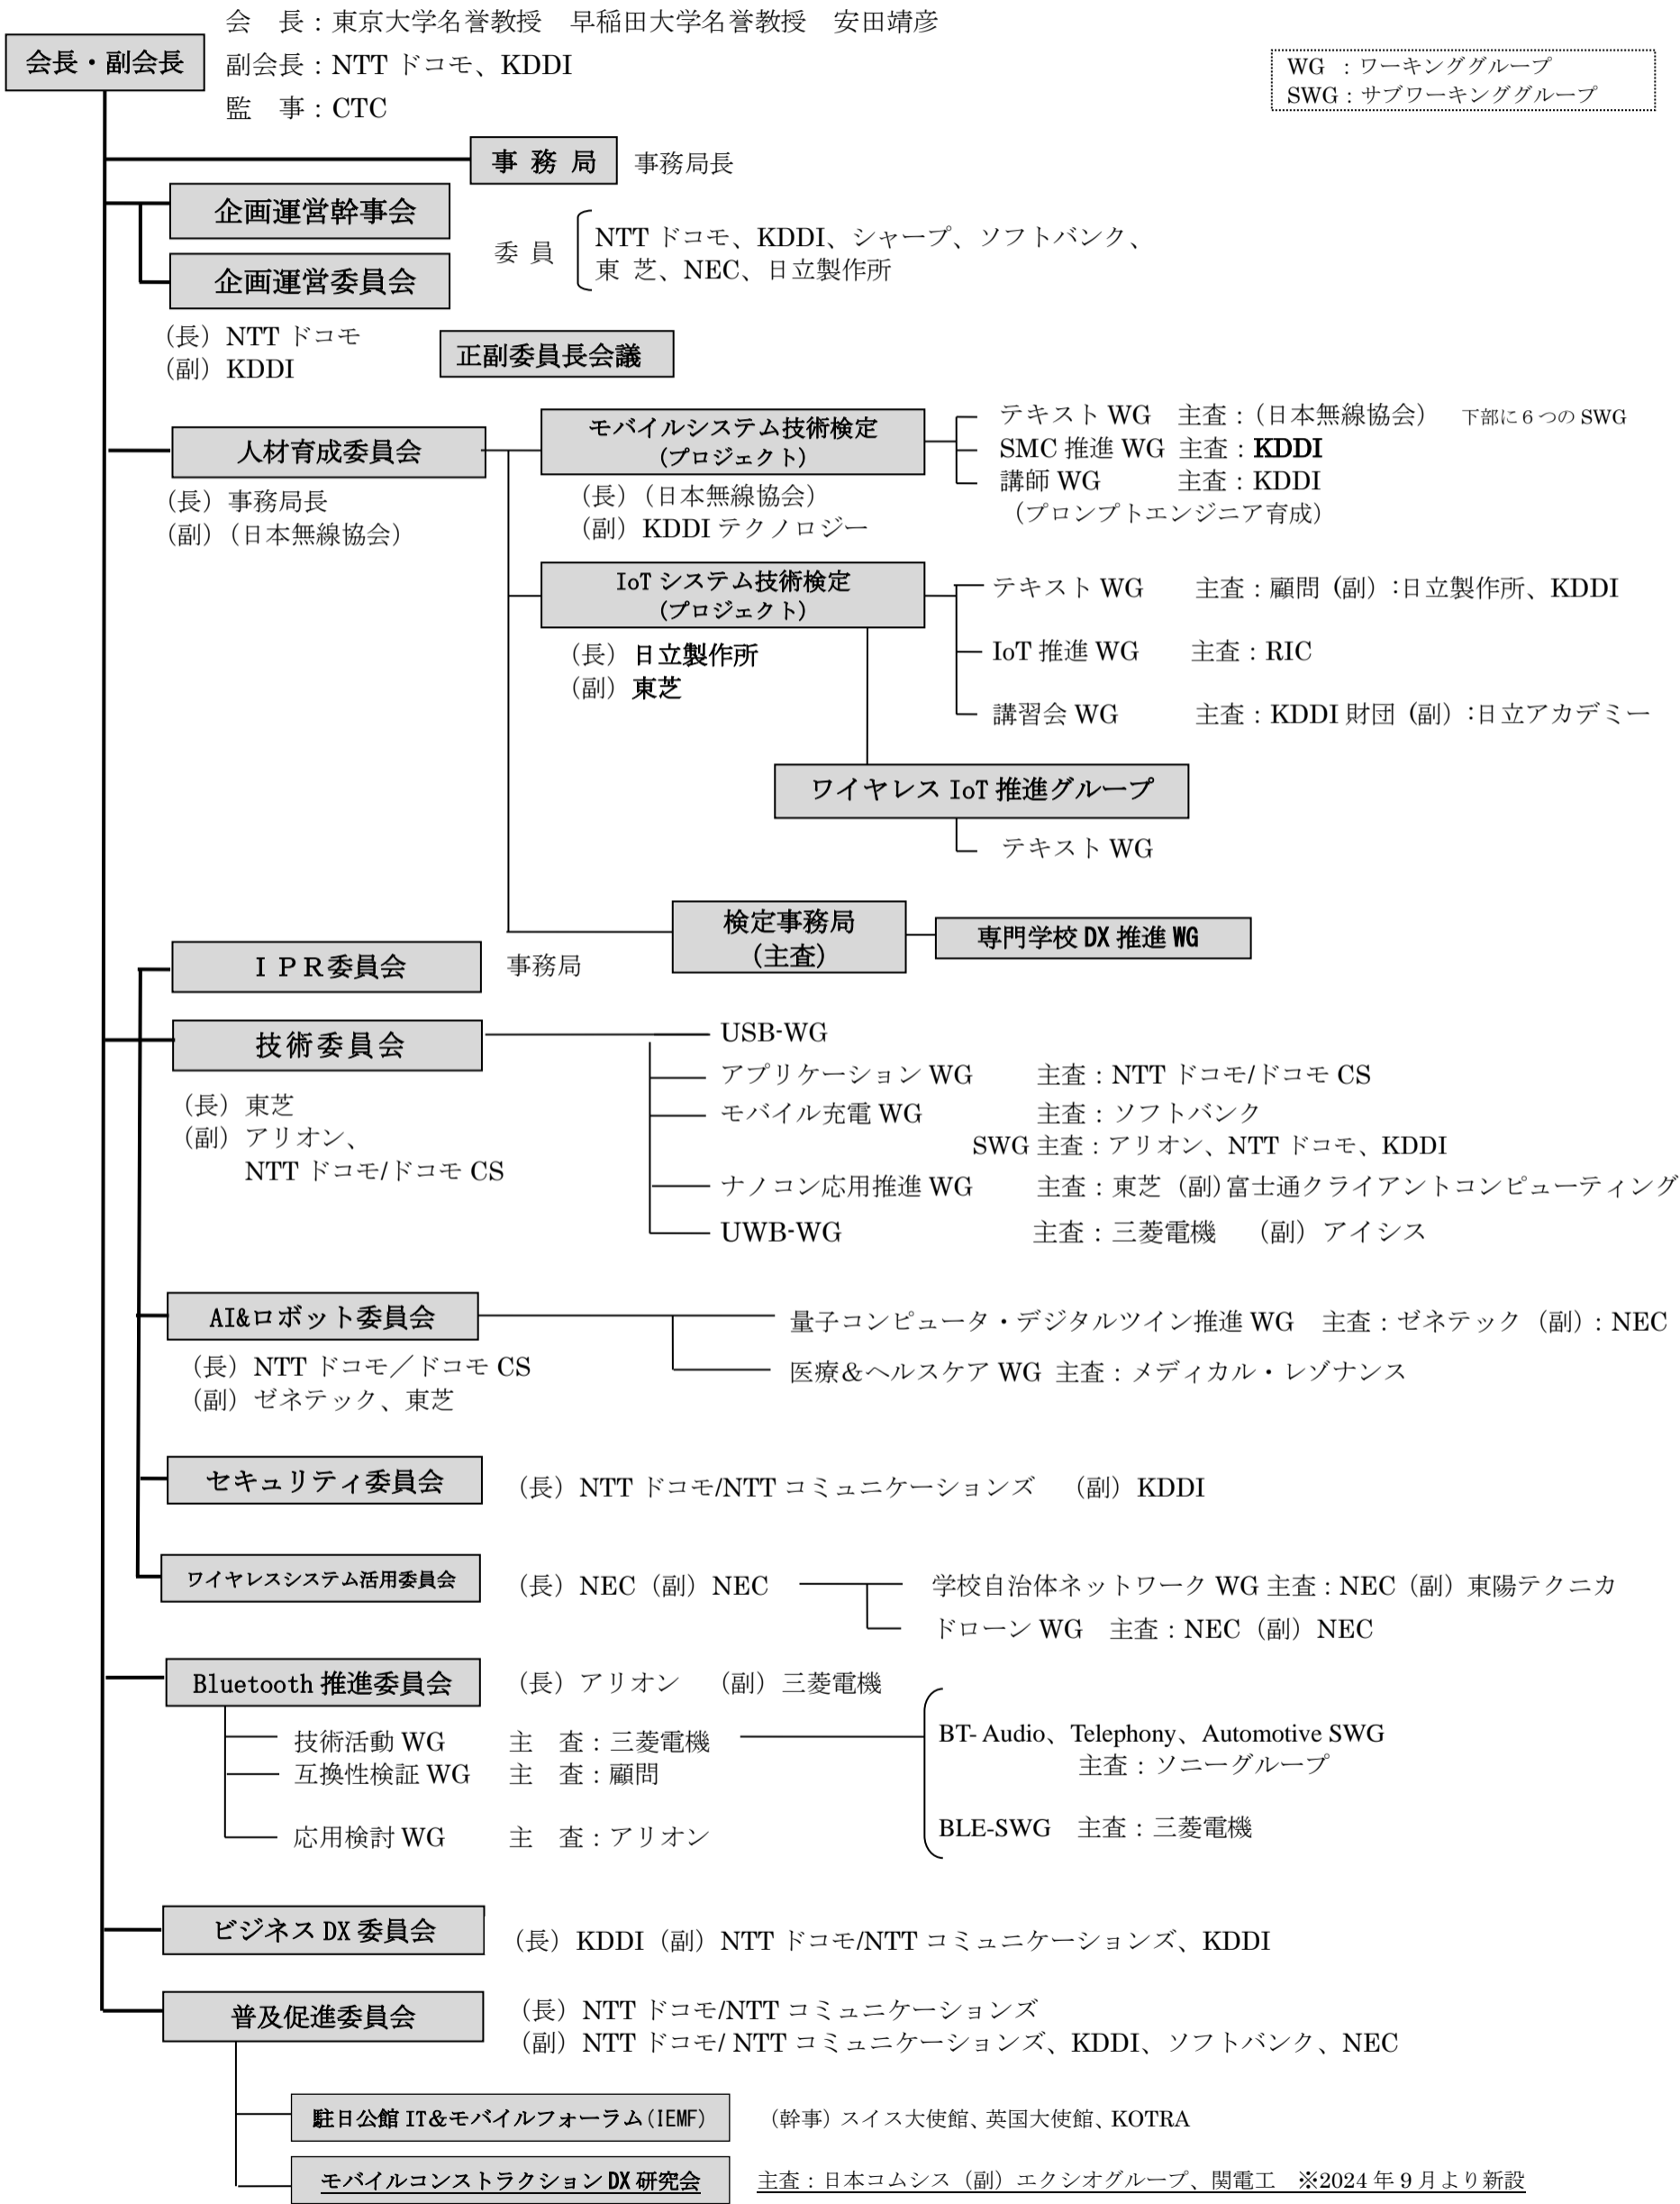 会　長：東京大学名誉教授　早稲田大学名誉教授　安田靖彦
会長・副会長
副会長：NTT ドコモ、KDDI
監　事：CTC
WG ：ワーキンググループ
SWG：サブワーキンググループ
事 務 局　事務局長
企画運営幹事会
委 員　NTT ドコモ、KDDI、シャープ、ソフトバンク、
東 芝、NEC、日立製作所
企画運営委員会
（長）NTT ドコモ
（副）KDDI
正副委員長会議
人材育成委員会
（長）事務局長
（副）（日本無線協会）
モバイルシステム技術検定
（プロジェクト）
（長）（日本無線協会）
（副）KDDI テクノロジー
テキスト WG　主査：（日本無線協会）　下部に６つの SWG
SMC 推進 WG 主査：KDDI
講師 WG　主査：KDDI
（プロンプトエンジニア育成）
IoT システム技術検定
（プロジェクト）
（長）日立製作所
（副）東芝
テキスト WG　主査：顧問（副）：日立製作所、KDDI
IoT 推進 WG　主査：RIC
講習会 WG　主査：KDDI 財団（副）：日立アカデミー
ワイヤレス IoT 推進グループ
テキスト WG
検定事務局
（主査）
専門学校 DX 推進 WG
ＩＰＲ委員会　事務局
技術委員会
（長）東芝
（副）アリオン、
NTT ドコモ/ドコモ CS
USB-WG
アプリケーション WG　主査：NTT ドコモ/ドコモ CS
モバイル充電 WG　主査：ソフトバンク
SWG 主査：アリオン、NTT ドコモ、KDDI
ナノコン応用推進 WG　主査：東芝（副）富士通クライアントコンピューティング
UWB-WG　主査：三菱電機　（副）アイシス
AI&ロボット委員会
（長）NTT ドコモ／ドコモ CS
（副）ゼネテック、東芝
量子コンピュータ・デジタルツイン推進 WG　主査：ゼネテック（副）：NEC
医療＆ヘルスケア WG 主査：メディカル・レゾナンス
セキュリティ委員会　（長）NTT ドコモ/NTT コミュニケーションズ　（副）KDDI
ワイヤレスシステム活用委員会　（長）NEC（副）NEC
学校自治体ネットワーク WG 主査：NEC（副）東陽テクニカ
ドローン WG　主査：NEC（副）NEC
Bluetooth 推進委員会　（長）アリオン　（副）三菱電機
技術活動 WG　主　査：三菱電機
互換性検証 WG　主　査：顧問
応用検討 WG　主　査：アリオン
BT- Audio、Telephony、Automotive SWG
主査：ソニーグループ
BLE-SWG　主査：三菱電機
ビジネス DX 委員会　（長）KDDI（副）NTT ドコモ/NTT コミュニケーションズ、KDDI
普及促進委員会　（長）NTT ドコモ/NTT コミュニケーションズ
（副）NTT ドコモ/ NTT コミュニケーションズ、KDDI、ソフトバンク、NEC
駐日公館 IT&モバイルフォーラム（IEMF）　（幹事）スイス大使館、英国大使館、KOTRA
モバイルコンストラクション DX 研究会　主査：日本コムシス（副）エクシオグループ、関電工　※2024 年 9 月より新設